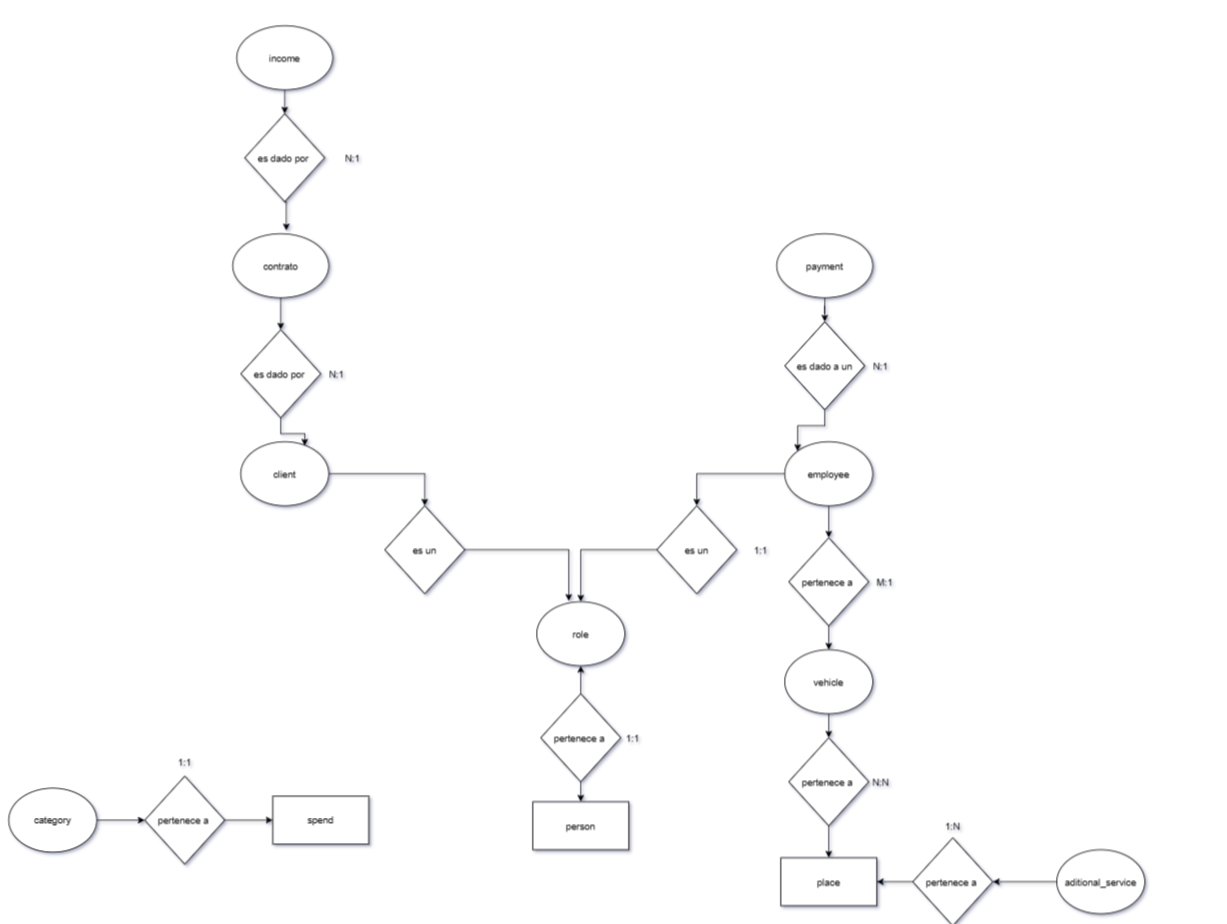 income
es dado por
N:1
contrato
payment
es dado por
N:1
es dado a un
N:1
client
employee
es un
es un
1:1
pertenece a
M:1
role
vehicle
pertenece a
1:1
1:1
pertenece a
N:N
category
pertenece a
spend
person
1:N
place
pertenece a
aditional_service